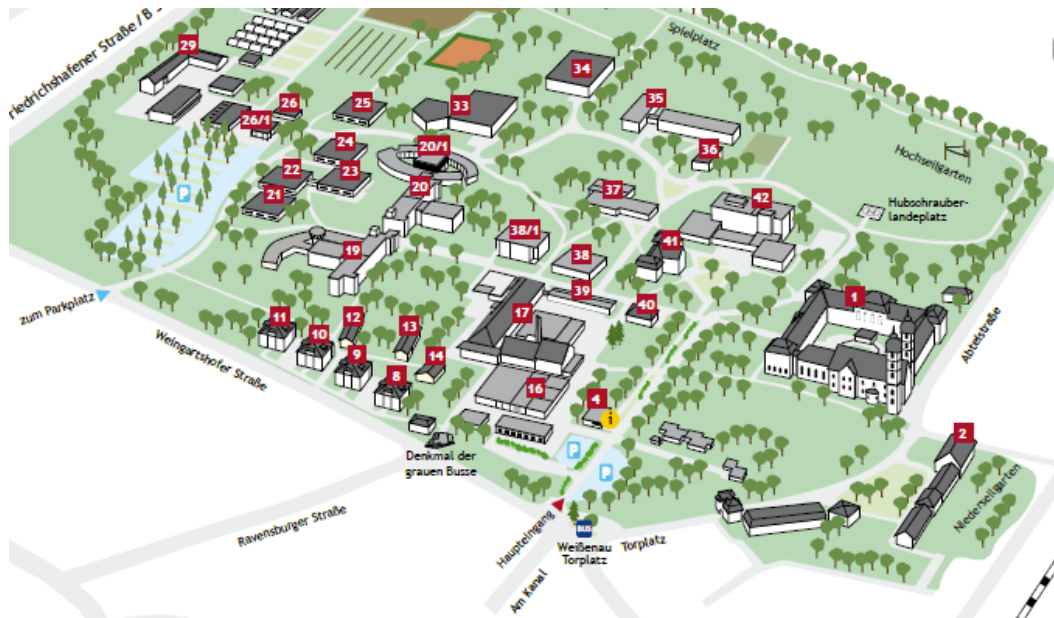 riedrichshafener Straße / B 3
29
34
Spielplatz
26
25
33
35
26/1
24
20/1
36
Hochseilgarten
22
23
20
37
42
P
21
Hubschrauber-
landeplatz
38/1
19
41
38
zum Parkplatz
39
1
40
11
12
17
13
10
Weingartshofer Straße
9
14
8
16
4
i
Abteistraße
2
Denkmal der
grauen Busse
P
P
Niederseilgarten
Ravensburger Straße
Haupteingang
BUS
Weißenau
Torplatz
Torplatz
Am Kanal